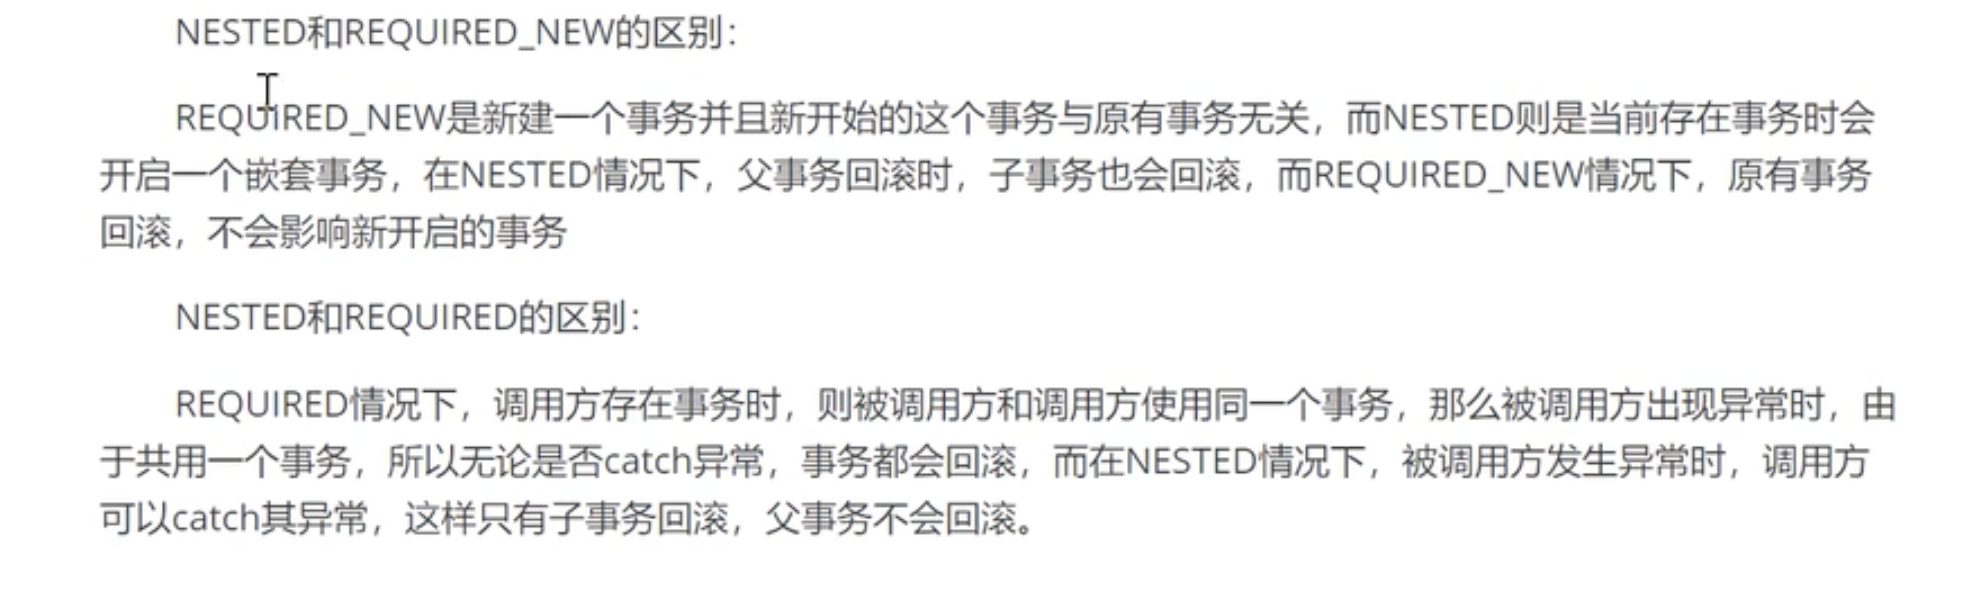 NESTED和REQUIRED_NEW的区别：
REQUIRED_NEW是新建一个事务并且新开始的这个事务与原有事务无关，而NESTED则是当前存在事务时会
开启一个嵌套事务，在NESTED情况下，父事务回滚时，子事务也会回滚，而REQUIRED_NEW情况下，原有事务
回滚，不会影响新开启的事务
NESTED和REQUIRED的区别：
REQUIRED情况下，调用方存在事务时，则被调用方和调用方使用同一个事务，那么被调用方出现异常时，由
于共用一个事务，所以无论是否catch异常，事务都会回滚，而在NESTED情况下，被调用方发生异常时，调用方
可以catch其异常，这样只有子事务回滚，父事务不会回滚。